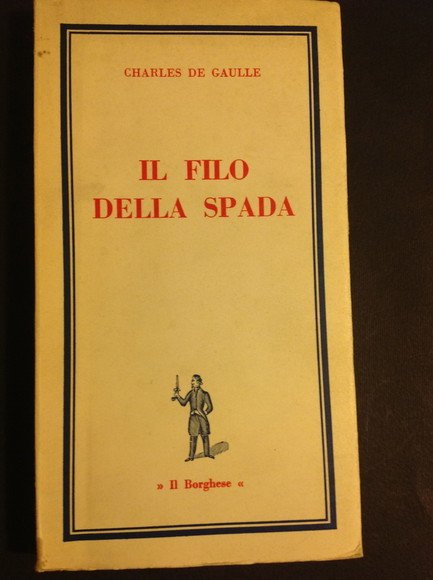 CHARLES DE GAULLE
IL FILO
DELLA SPADA
» Il Borghese «